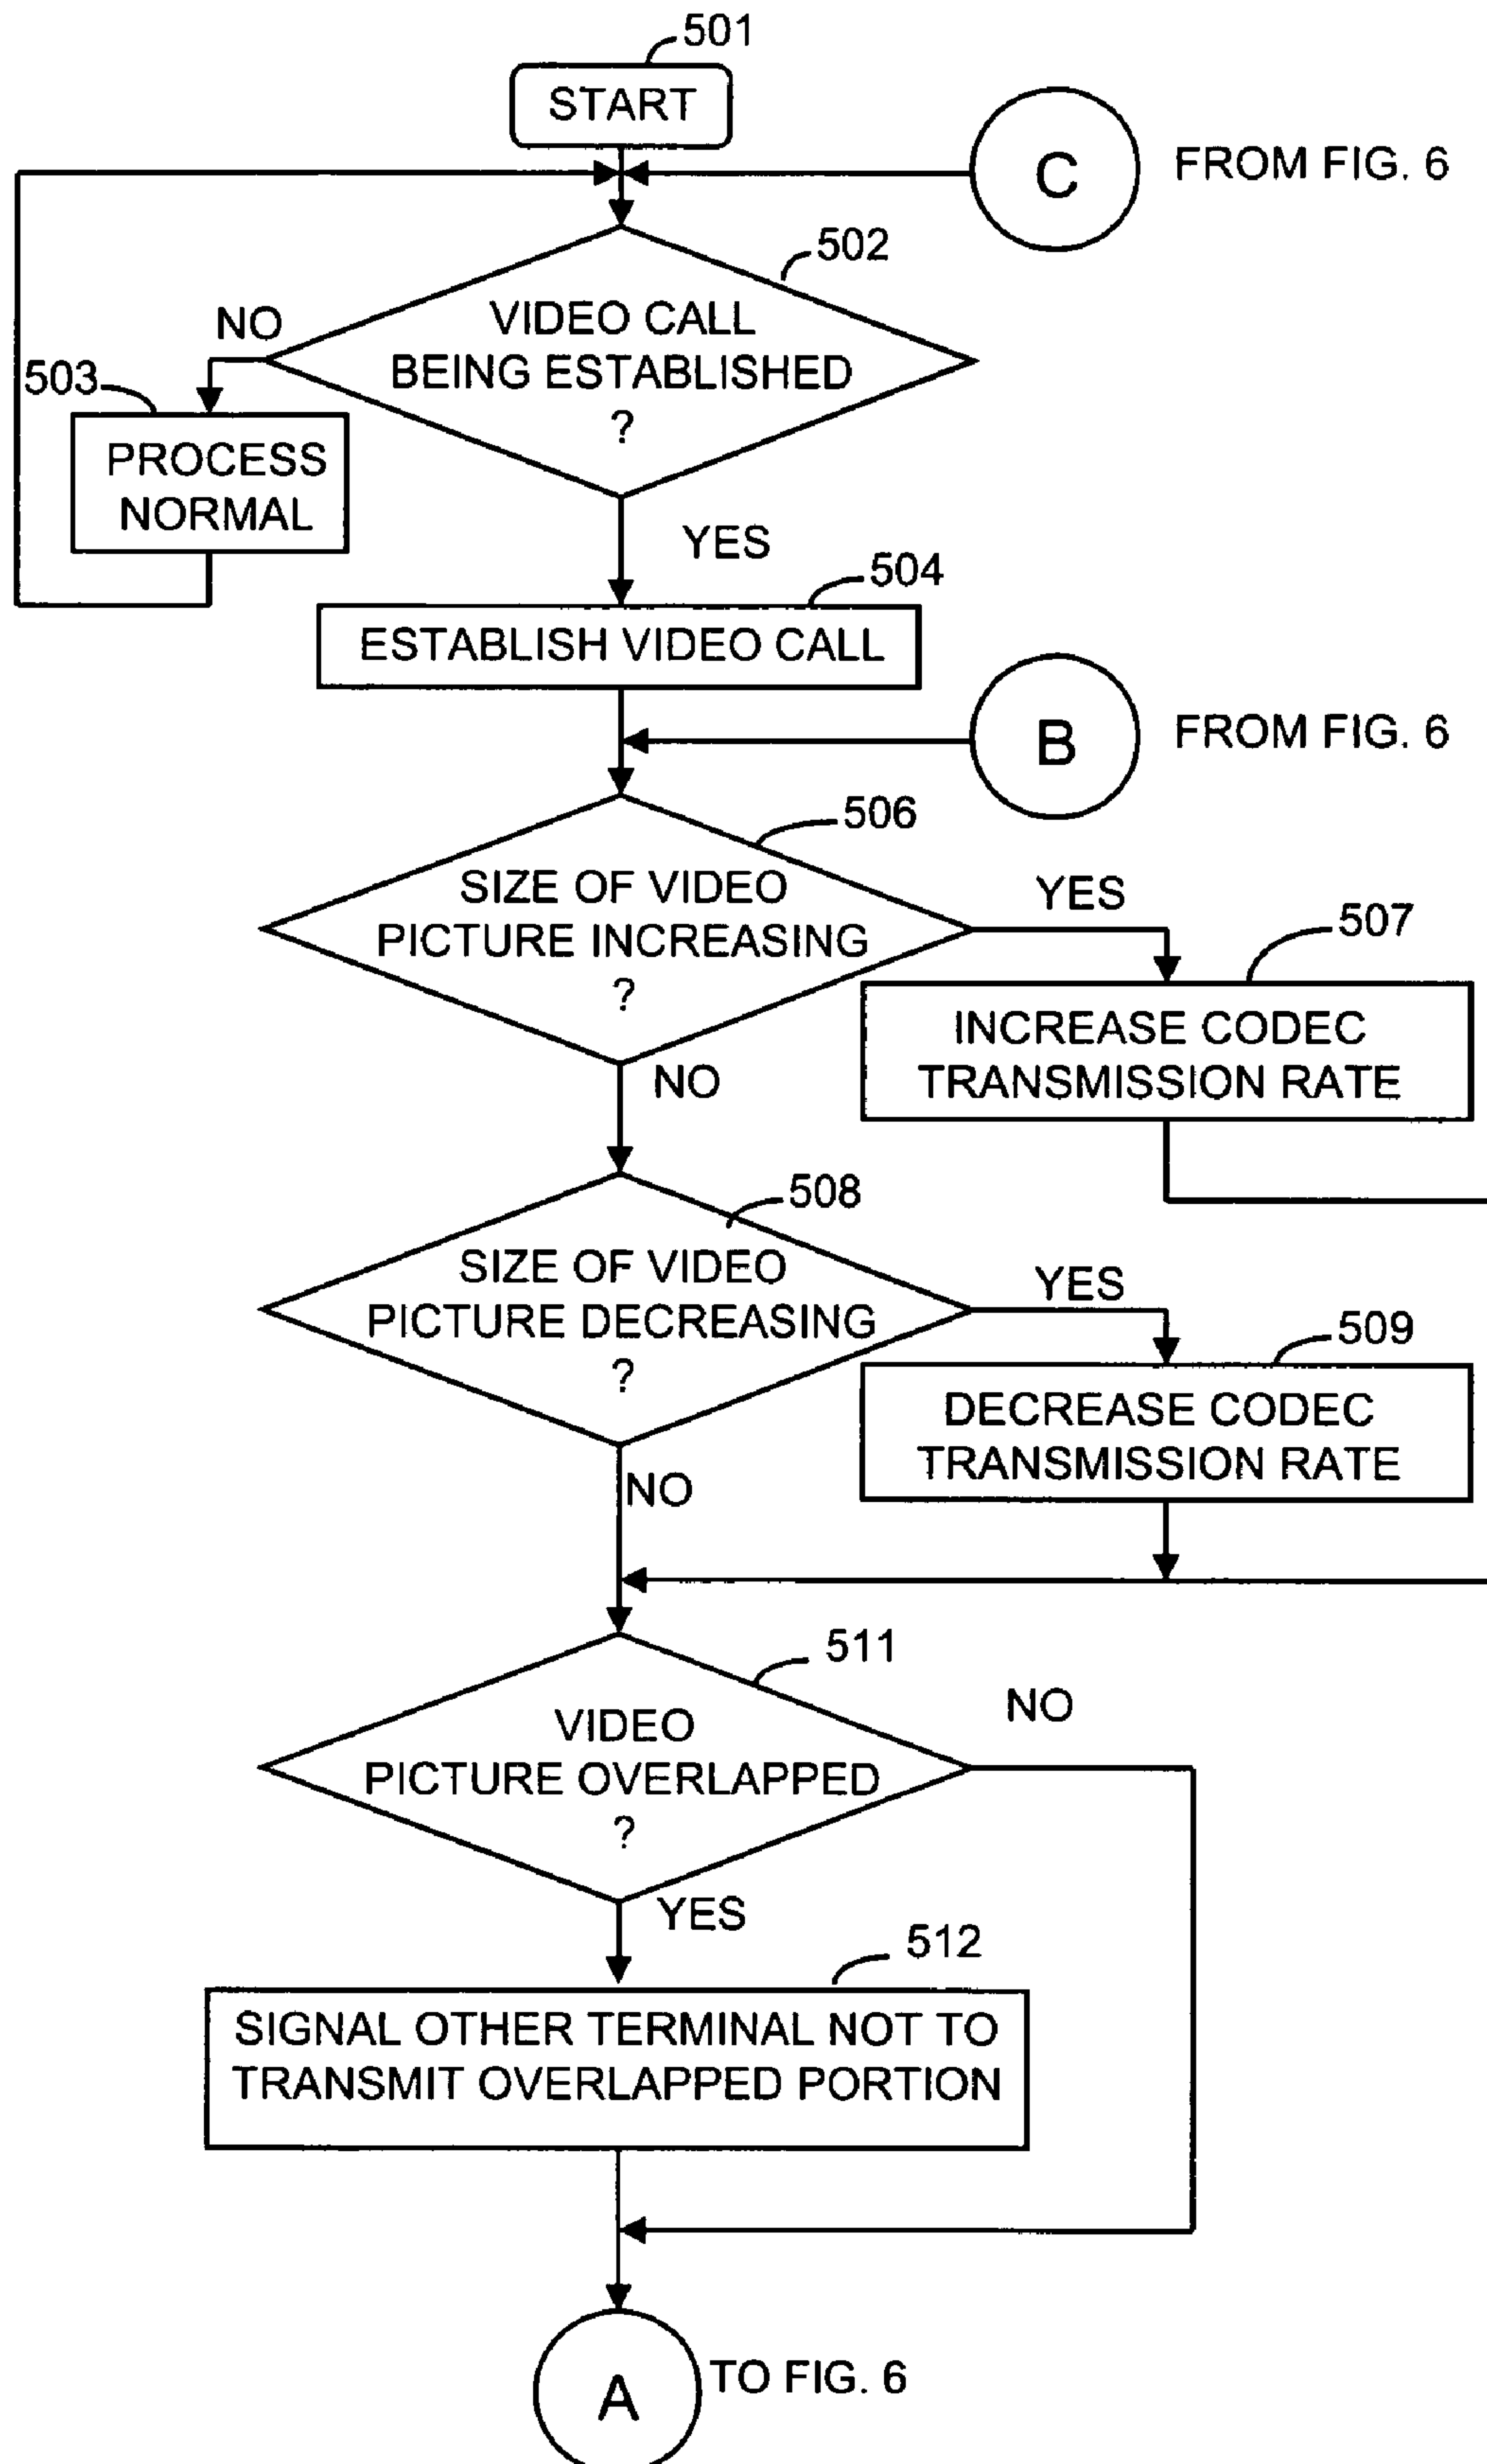 501
START
C
FROM FIG. 6
502
VIDEO CALL
BEING ESTABLISHED
?
NO
503
PROCESS
NORMAL
YES
504
ESTABLISH VIDEO CALL
B
FROM FIG. 6
506
SIZE OF VIDEO
PICTURE INCREASING
?
YES
507
INCREASE CODEC
TRANSMISSION RATE
NO
508
SIZE OF VIDEO
PICTURE DECREASING
?
YES
509
DECREASE CODEC
TRANSMISSION RATE
NO
511
VIDEO
PICTURE OVERLAPPED
?
NO
YES
512
SIGNAL OTHER TERMINAL NOT TO
TRANSMIT OVERLAPPED PORTION
A
TO FIG. 6